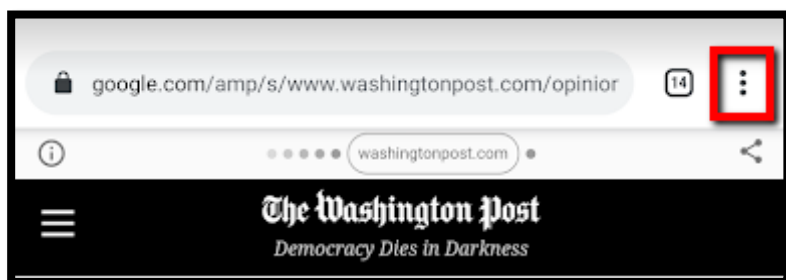 google.com/amp/s/www.washingtonpost.com/opinior
14
washingtonpost.com
The Washington Post
Democracy Dies in Darkness